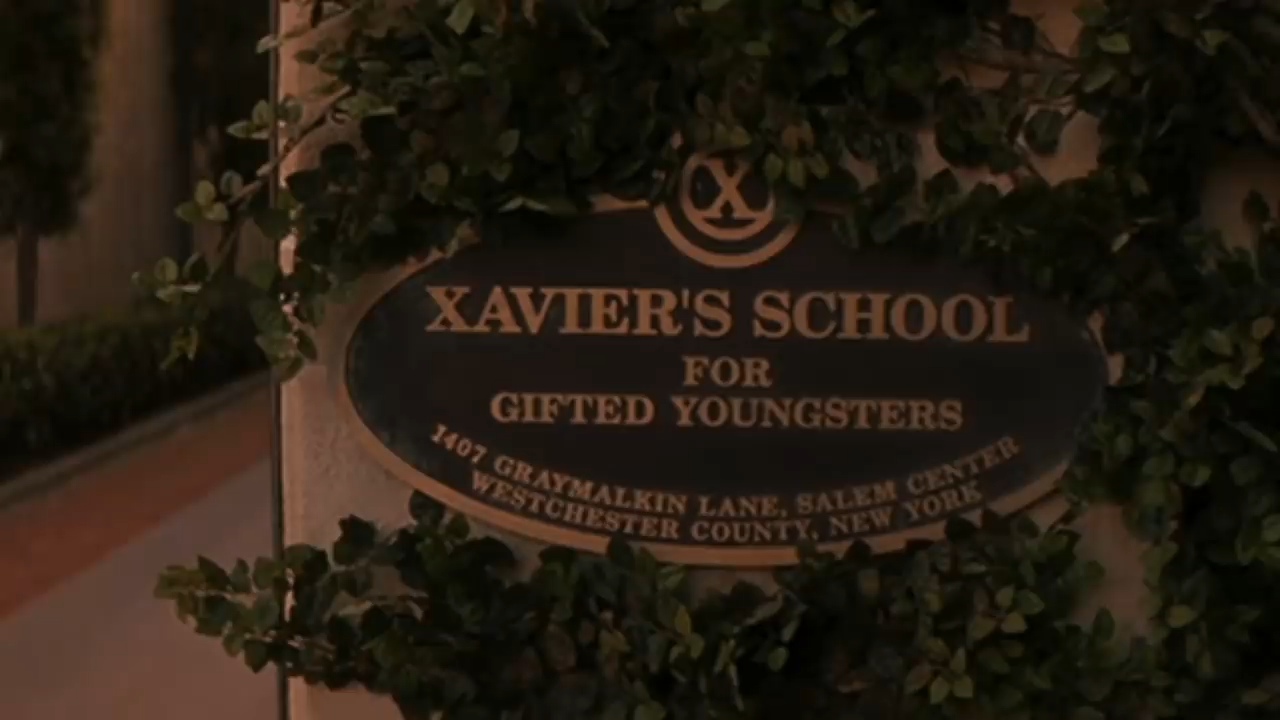 X
XAVIER'S SCHOOL
FOR
GIFTED YOUNGSTERS
1407 GRAYMALKIN LANE, SALEM CENTER
WESTCHESTER COUNTY, NEW YORK